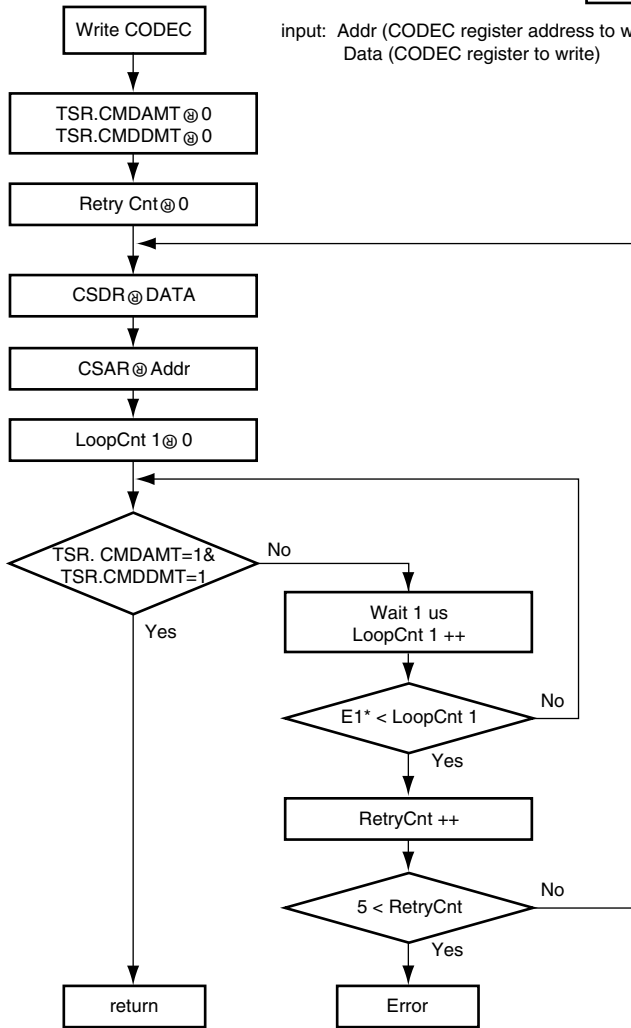 Write CODEC
input: Addr (CODEC register address to
Data (CODEC register to write)
TSR.CMDAMT ® 0
TSR.CMDDMT ® 0
Retry Cnt ® 0
CSDR ® DATA
CSAR ® Addr
LoopCnt 1 ® 0
TSR. CMDAMT=1&
TSR.CMDDMT=1
No
Yes
Wait 1 us
LoopCnt 1 ++
E1* < LoopCnt 1
No
Yes
RetryCnt ++
5 < RetryCnt
No
Yes
return
Error